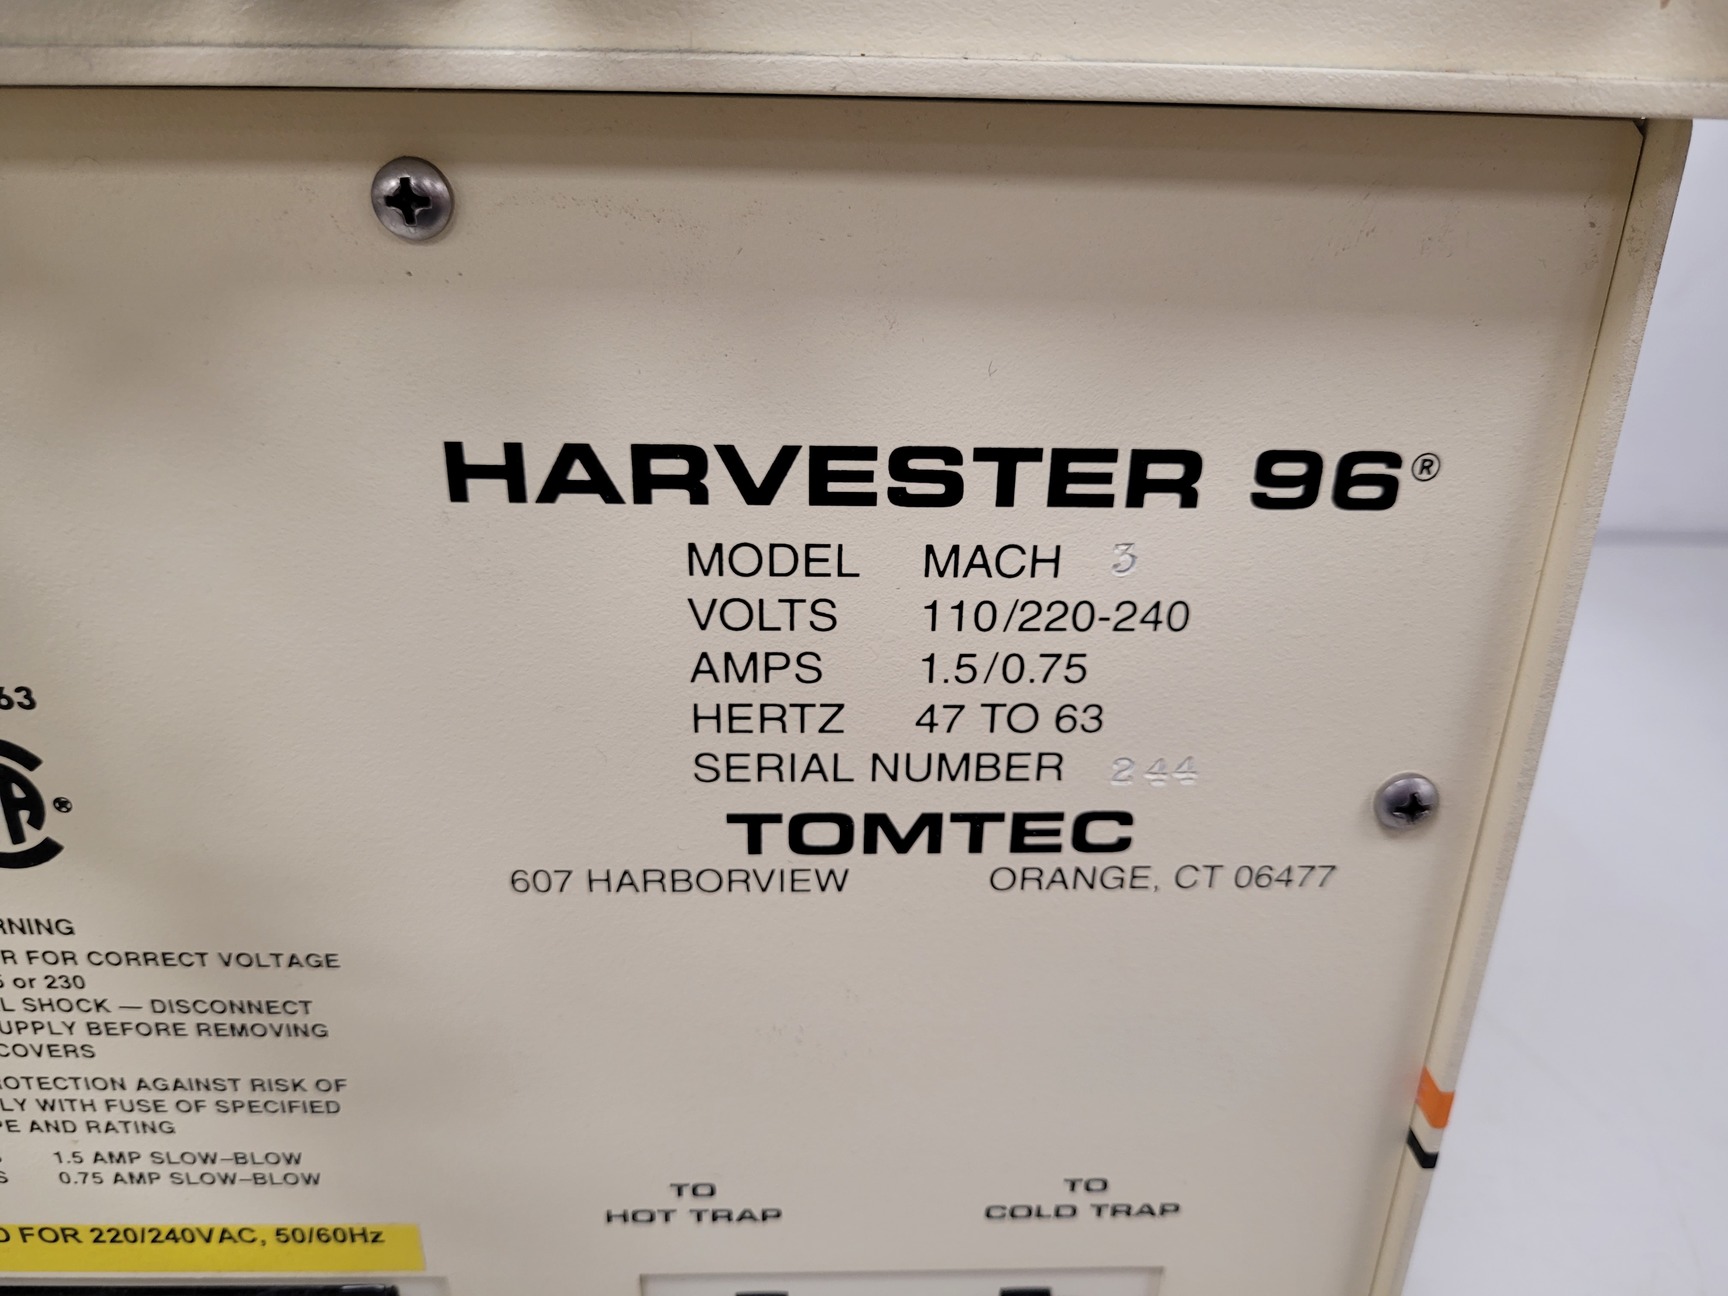 HARVESTER 96®
MODEL MACH 3
VOLTS 110/220-240
AMPS 1.5/0.75
HERTZ 47 TO 63
SERIAL NUMBER 244
TOMTEC
607 HARBORVIEW ORANGE, CT 06477
63
®
RNING
R FOR CORRECT VOLTAGE
or 230
L SHOCK — DISCONNECT
UPPLY BEFORE REMOVING
COVERS
OTECTION AGAINST RISK OF
LY WITH FUSE OF SPECIFIED
PE AND RATING
1.5 AMP SLOW–BLOW
S 0.75 AMP SLOW–BLOW
D FOR 220/240VAC, 50/60Hz
TO
HOT TRAP
TO
COLD TRAP